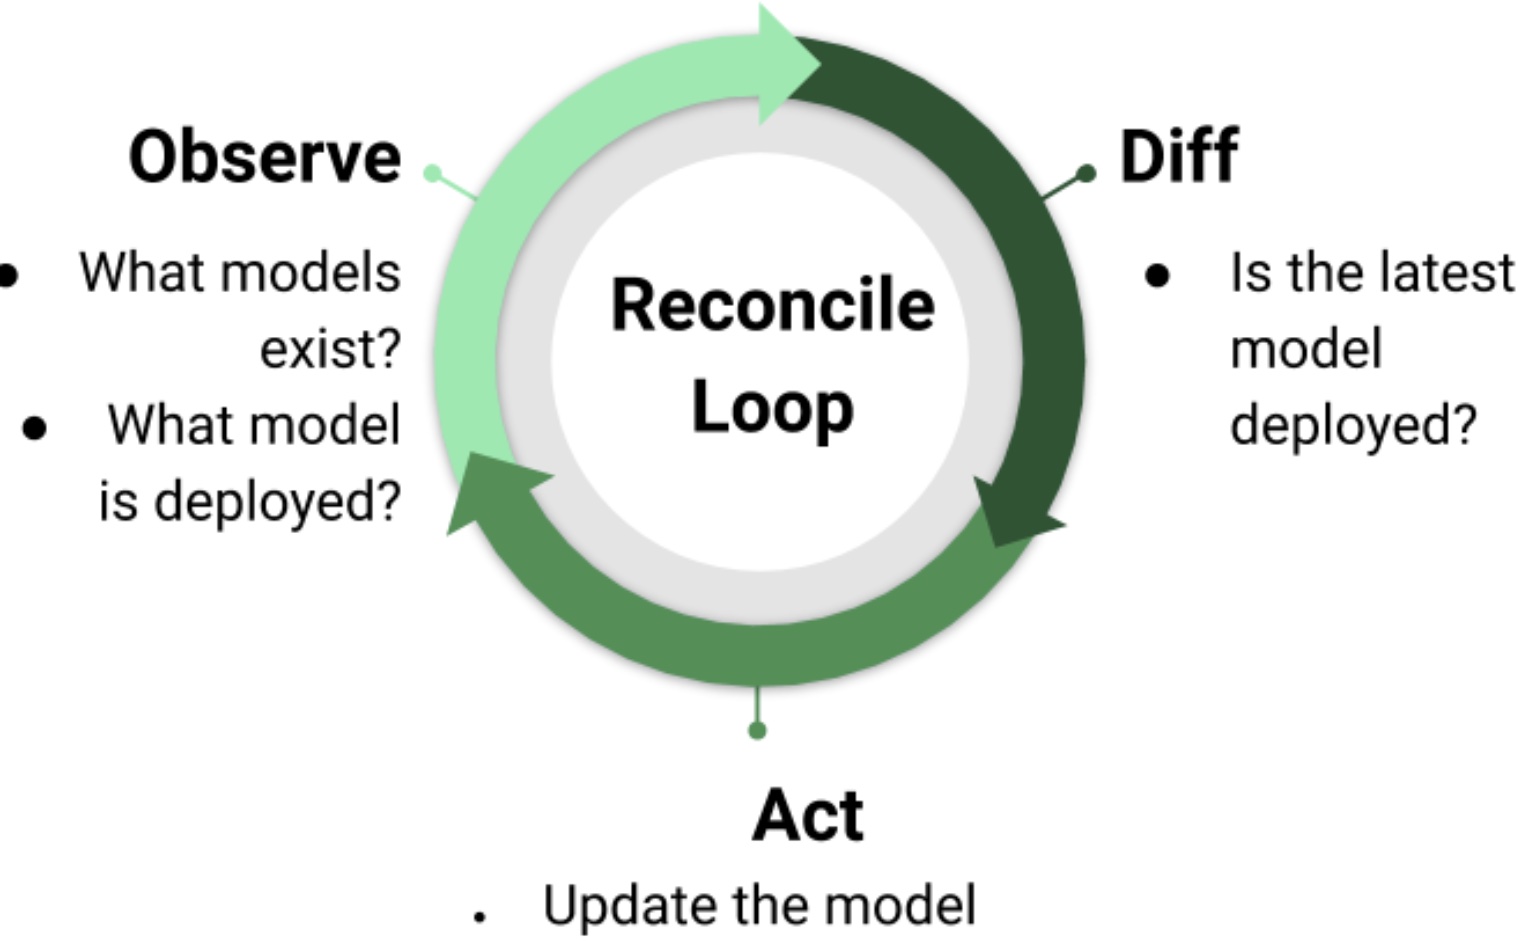 Observe
● What models
exist?
● What model
is deployed?
Reconcile
Loop
Diff
● Is the latest
model
deployed?
Act
. Update the model